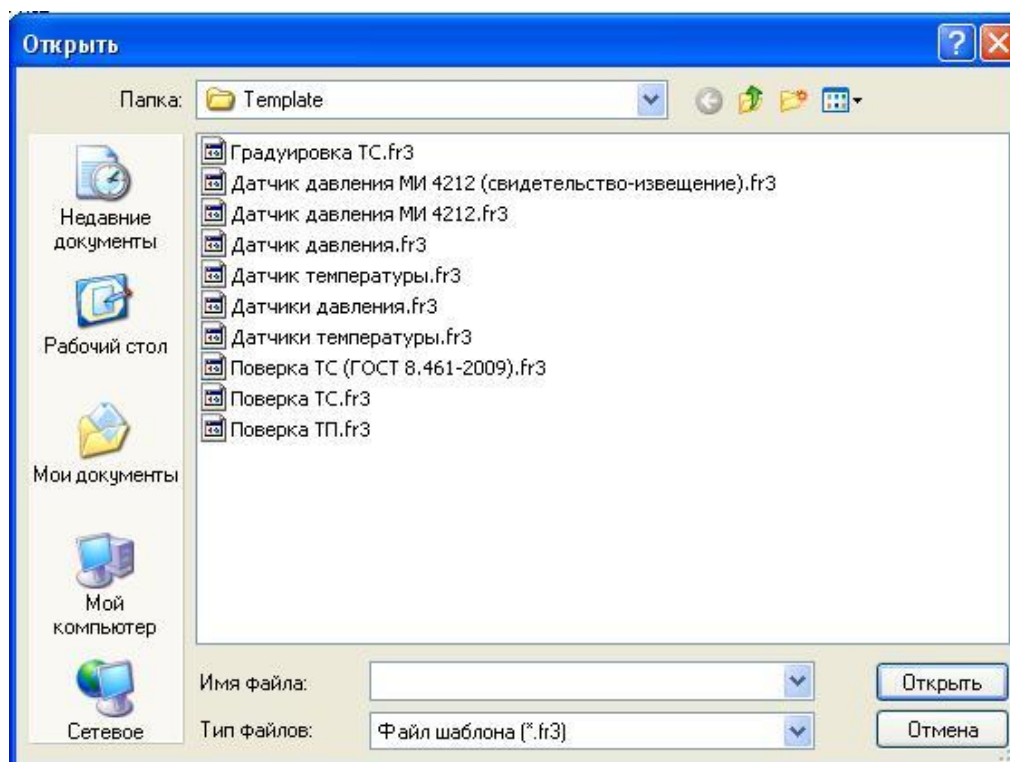 Открыть
Папка:
Template
Градуировка ТС.fr3
Датчик давления МИ 4212 (свидетельство-извещение).fr3
Датчик давления МИ 4212.fr3
Датчик давления.fr3
Датчик температуры.fr3
Датчики давления.fr3
Датчики температуры.fr3
Поверка ТС (ГОСТ 8.461-2009).fr3
Поверка ТС.fr3
Поверка ТП.fr3
Недавние
документы
Рабочий стол
Мои документы
Мой
компьютер
Сетевое
Имя файла:
Открыть
Тип файлов:
Файл шаблона (*.fr3)
Отмена